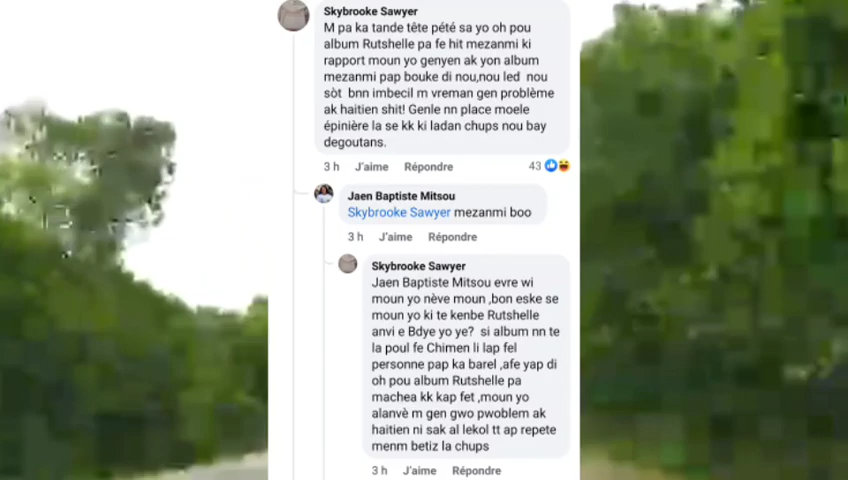 Skybrooke Sawyer
M pa ka tande tête pété sa yo oh pou
album Rutshelle pa fe hit mezanmi ki
rapport moun yo genyen ak yon album
mezanmi pap bouke di nou,nou led nou
sòt bnn imbecil m vreman gen problème
ak haitien shit! Genle nn place moele
épinière la se kk ki ladan chups nou bay
degoutans.
3 h J'aime Répondre 43
Jaen Baptiste Mitsou
Skybrooke Sawyer mezanmi boo
3 h J'aime Répondre
Skybrooke Sawyer
Jaen Baptiste Mitsou evre wi
moun yo nève moun ,bon eske se
moun yo ki te kenbe Rutshelle
anvi e Bdye yo ye? si album nn te
la poul fe Chimen li lap fel
personne pap ka barel ,afe yap di
oh pou album Rutshelle pa
machea kk kap fet ,moun yo
alanvè m gen gwo pwoblem ak
haitien ni sak al lekol tt ap repete
menm betiz la chups
3 h J'aime Répondre